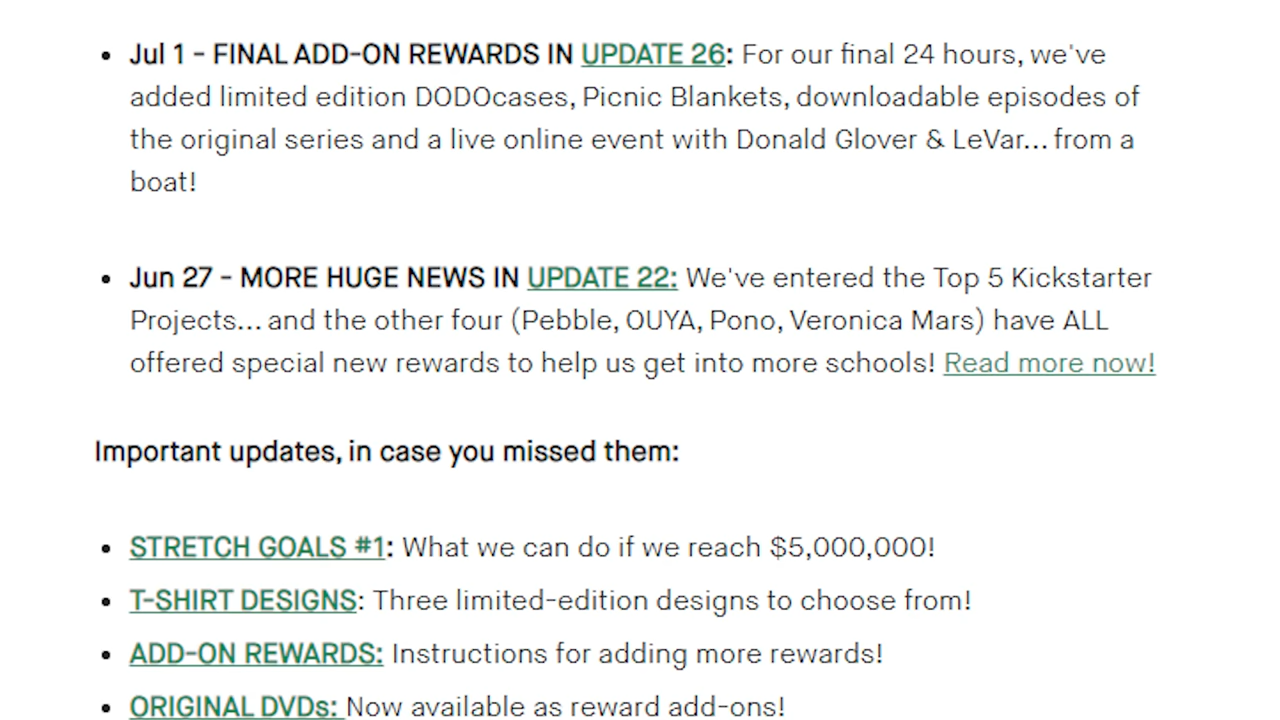 • Jul 1 - FINAL ADD-ON REWARDS IN UPDATE 26: For our final 24 hours, we've
added limited edition DODOcases, Picnic Blankets, downloadable episodes of
the original series and a live online event with Donald Glover & LeVar... from a
boat!
• Jun 27 - MORE HUGE NEWS IN UPDATE 22: We've entered the Top 5 Kickstarter
Projects... and the other four (Pebble, OUYA, Pono, Veronica Mars) have ALL
offered special new rewards to help us get into more schools! Read more now!
Important updates, in case you missed them:
• STRETCH GOALS #1: What we can do if we reach $5,000,000!
• T-SHIRT DESIGNS: Three limited-edition designs to choose from!
• ADD-ON REWARDS: Instructions for adding more rewards!
• ORIGINAL DVDs: Now available as reward add-ons!